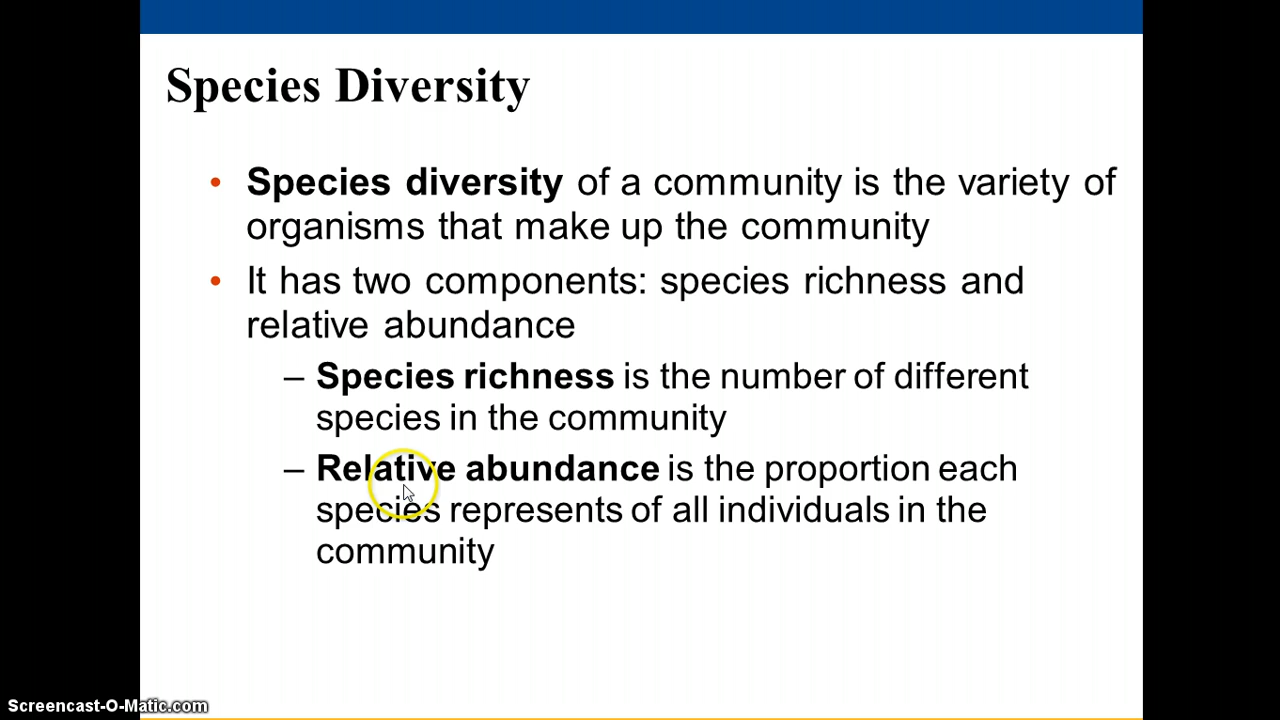 Species Diversity
• Species diversity of a community is the variety of
organisms that make up the community
• It has two components: species richness and
relative abundance
– Species richness is the number of different
species in the community
– Relative abundance is the proportion each
species represents of all individuals in the
community
Screencast-O-Matic.com